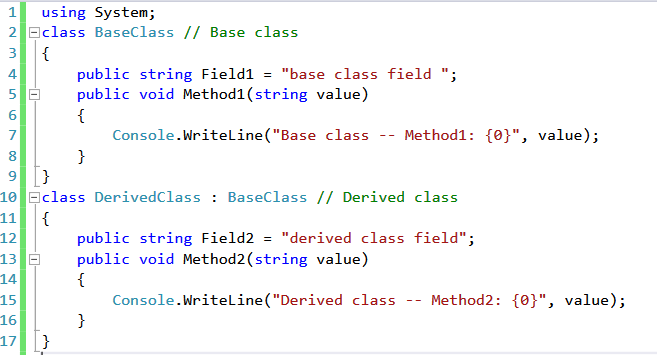 1 using System;
2 class BaseClass // Base class
3 {
4     public string Field1 = "base class field ";
5     public void Method1(string value)
6     {
7         Console.WriteLine("Base class -- Method1: {0}", value);
8     }
9 }
10 class DerivedClass : BaseClass // Derived class
11 {
12     public string Field2 = "derived class field";
13     public void Method2(string value)
14     {
15         Console.WriteLine("Derived class -- Method2: {0}", value);
16     }
17 }